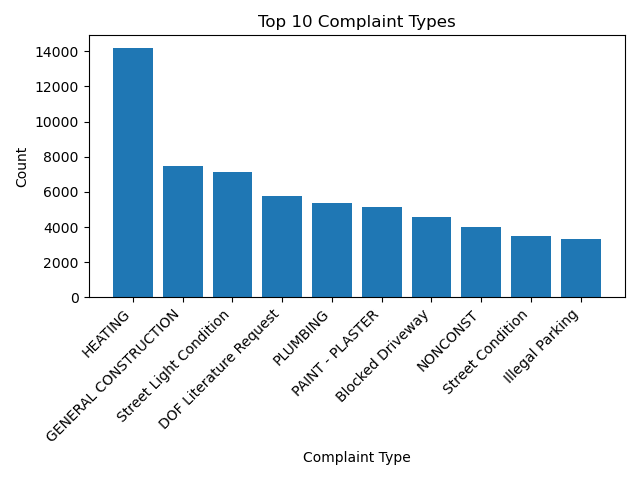 Top 10 Complaint Types
Count
14000
12000
10000
8000
6000
4000
2000
0
HEATING
GENERAL CONSTRUCTION
Street Light Condition
DOF Literature Request
PLUMBING
PAINT - PLASTER
Blocked Driveway
NONCONST
Street Condition
Illegal Parking
Complaint Type